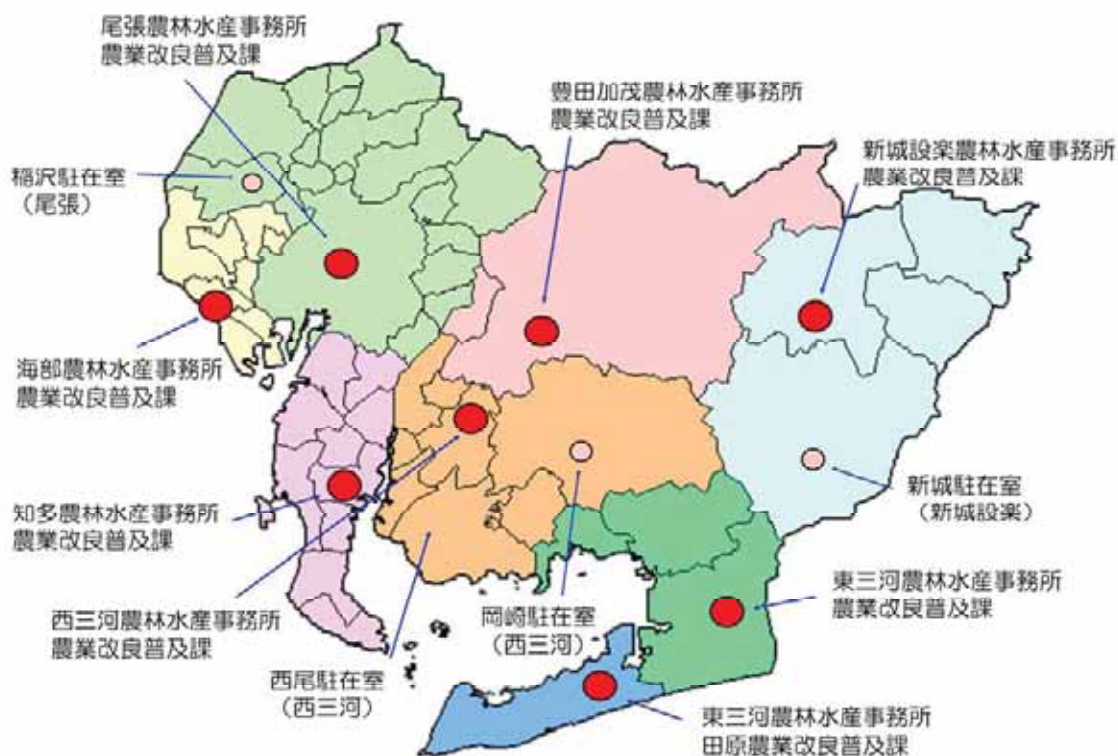 尾張農林水産事務所
農業改良普及課
豊田加茂農林水産事務所
農業改良普及課
新城設楽農林水産事務所
農業改良普及課
稲沢駐在室
（尾張）
海部農林水産事務所
農業改良普及課
知多農林水産事務所
農業改良普及課
新城駐在室
（新城設楽）
西三河農林水産事務所
農業改良普及課
岡崎駐在室
（西三河）
東三河農林水産事務所
農業改良普及課
西尾駐在室
（西三河）
東三河農林水産事務所
田原農業改良普及課